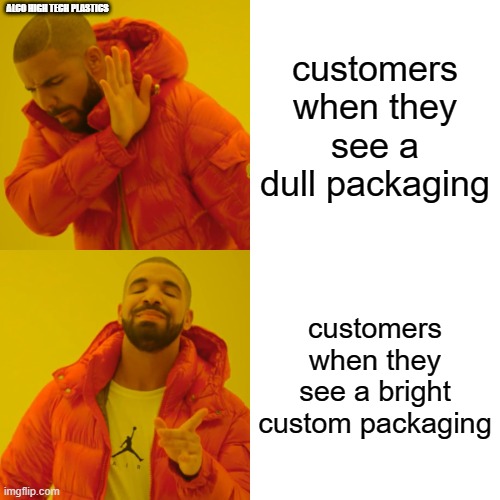 ALCO HIGH TECH PLASTICS
customers
when they
see a
dull packaging
customers
when they
see a bright
custom packaging
imgflip.com